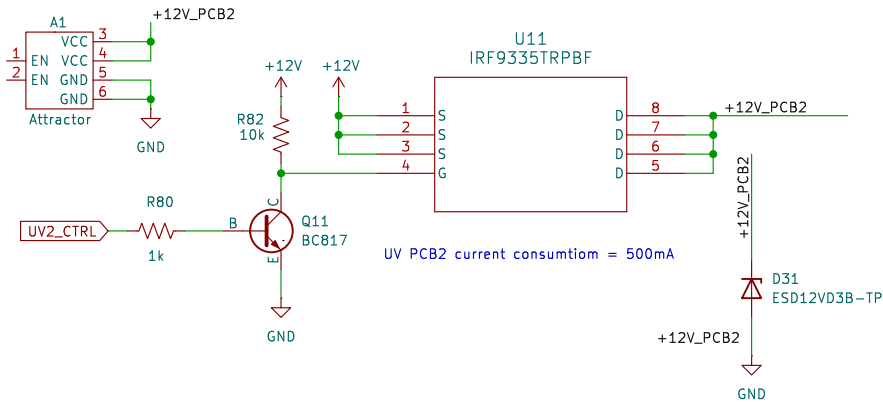 A1
+12V_PCB2
1 EN VCC 3
2 EN VCC 4
GND 5
GND 6
Attractor
GND
+12V
+12V
R82
10k
U11
IRF9335TRPBF
1 S D 8
2 S D 7
3 S D 6
4 G D 5
+12V_PCB2
+12V_PCB2
UV2_CTRL
R80
1k
B
C
E
Q11
BC817
GND
UV PCB2 current consumtiom = 500mA
D31
ESD12VD3B-TP
+12V_PCB2
GND